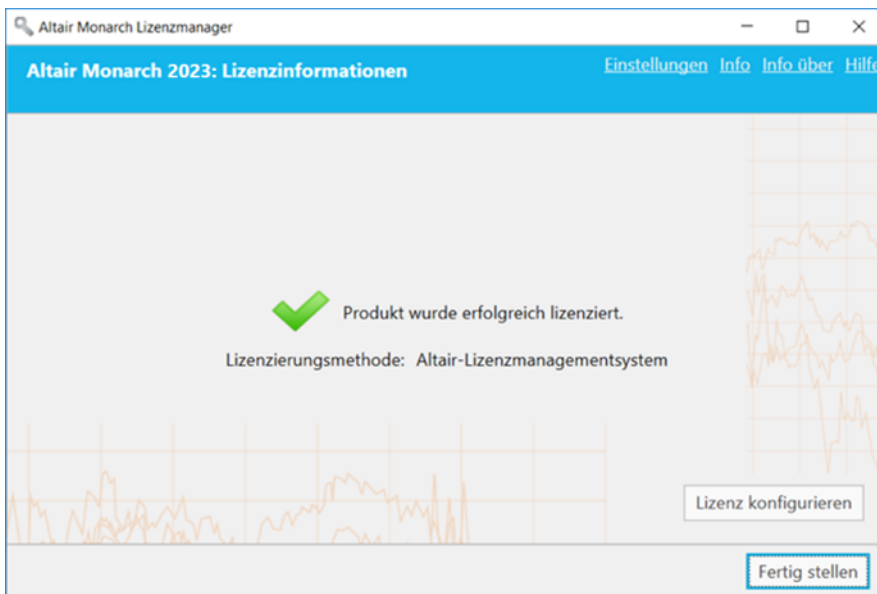 Altair Monarch Lizenzmanager
Altair Monarch 2023: Lizenzinformationen
Einstellungen Info Info über Hilfe
Produkt wurde erfolgreich lizenziert.
Lizenzierungsmethode: Altair-Lizenzmanagementsystem
Lizenz konfigurieren
Fertig stellen